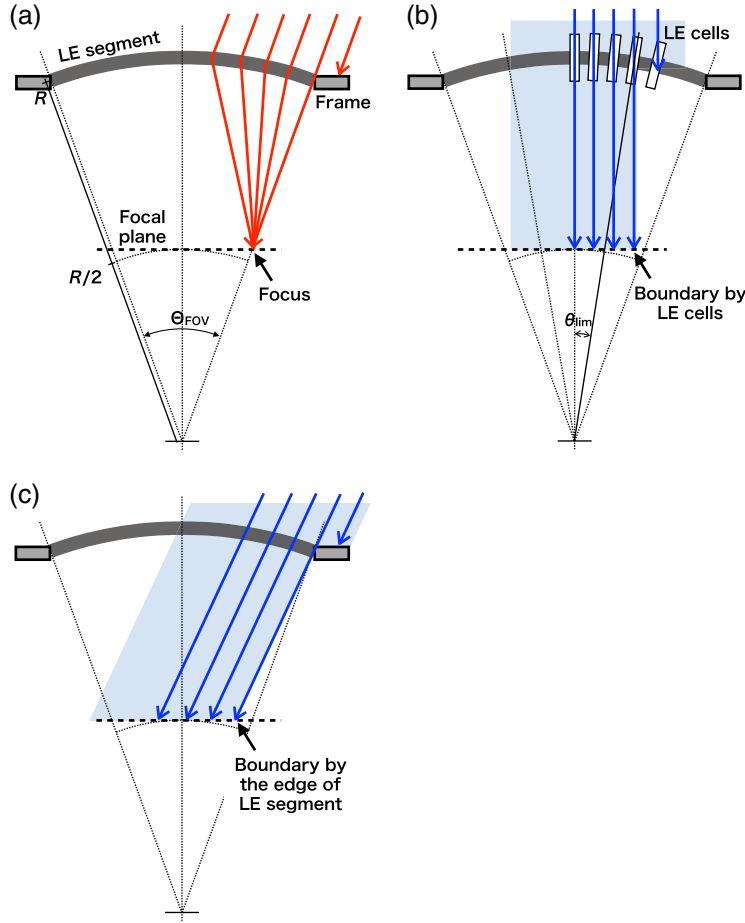 (a)
LE segment
R
Frame
Focal
plane
R/2
Focus
ΘFOV
(b)
LE cells
Boundary by
LE cells
θlim
(c)
Boundary by
the edge of
LE segment